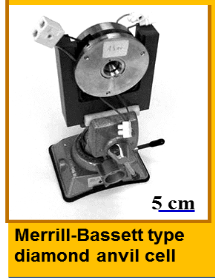 5 cm
Merrill-Bassett type
diamond anvil cell